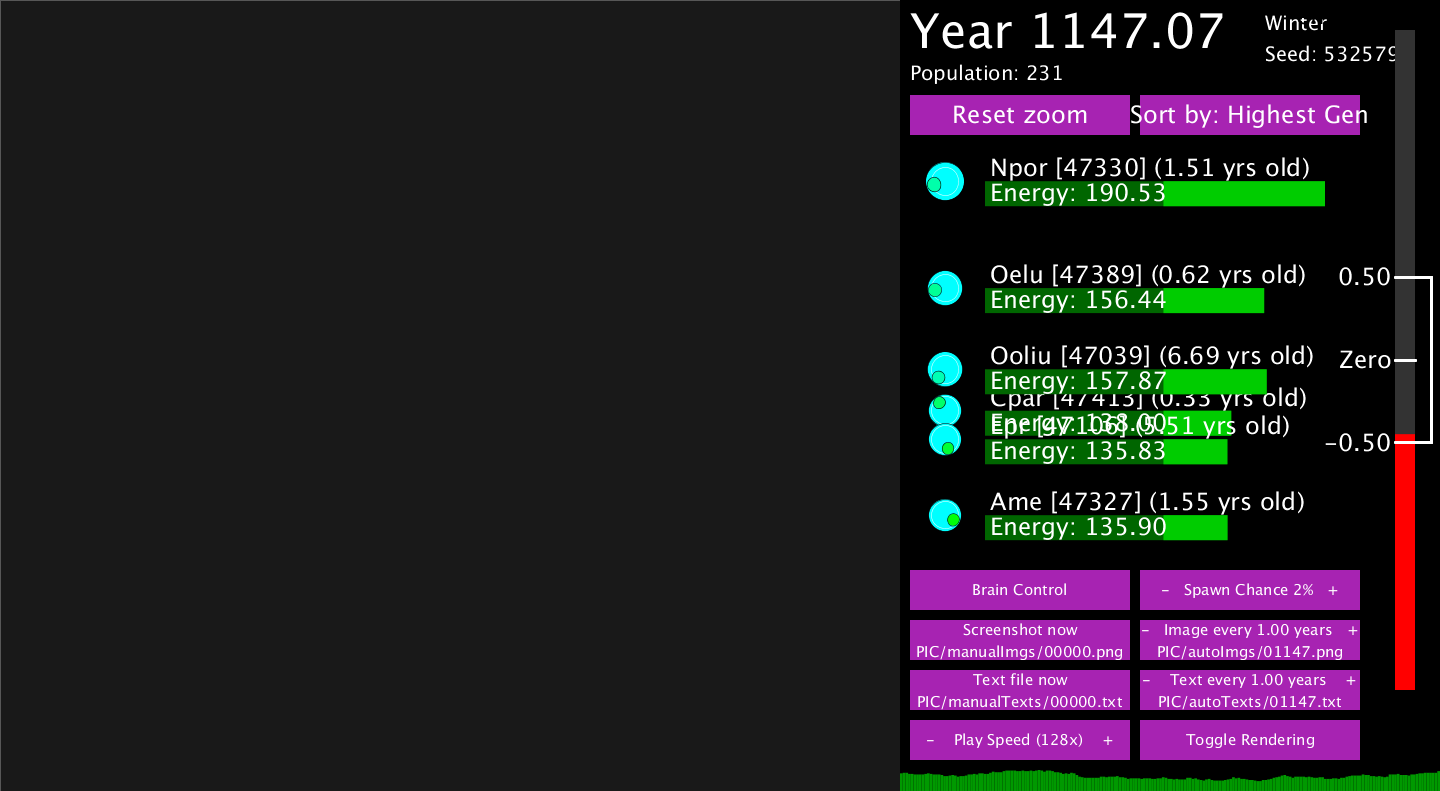 Year 1147.07
Winter
Seed: 532579
Population: 231
Reset zoom
Sort by: Highest Gen
Npor [47330] (1.51 yrs old)
Energy: 190.53
Oelu [47389] (0.62 yrs old)
Energy: 156.44
0.50
Ooliu [47039] (6.69 yrs old)
Energy: 157.87
Zero
Cpar [47413] (0.33 yrs old)
Energy: 138.00
Epr [47106] (5.51 yrs old)
Energy: 135.83
-0.50
Ame [47327] (1.55 yrs old)
Energy: 135.90
Brain Control
- Spawn Chance 2% +
Screenshot now
PIC/manualImgs/00000.png
- Image every 1.00 years +
PIC/autoImgs/01147.png
Text file now
PIC/manualTexts/00000.txt
- Text every 1.00 years +
PIC/autoTexts/01147.txt
- Play Speed (128x) +
Toggle Rendering